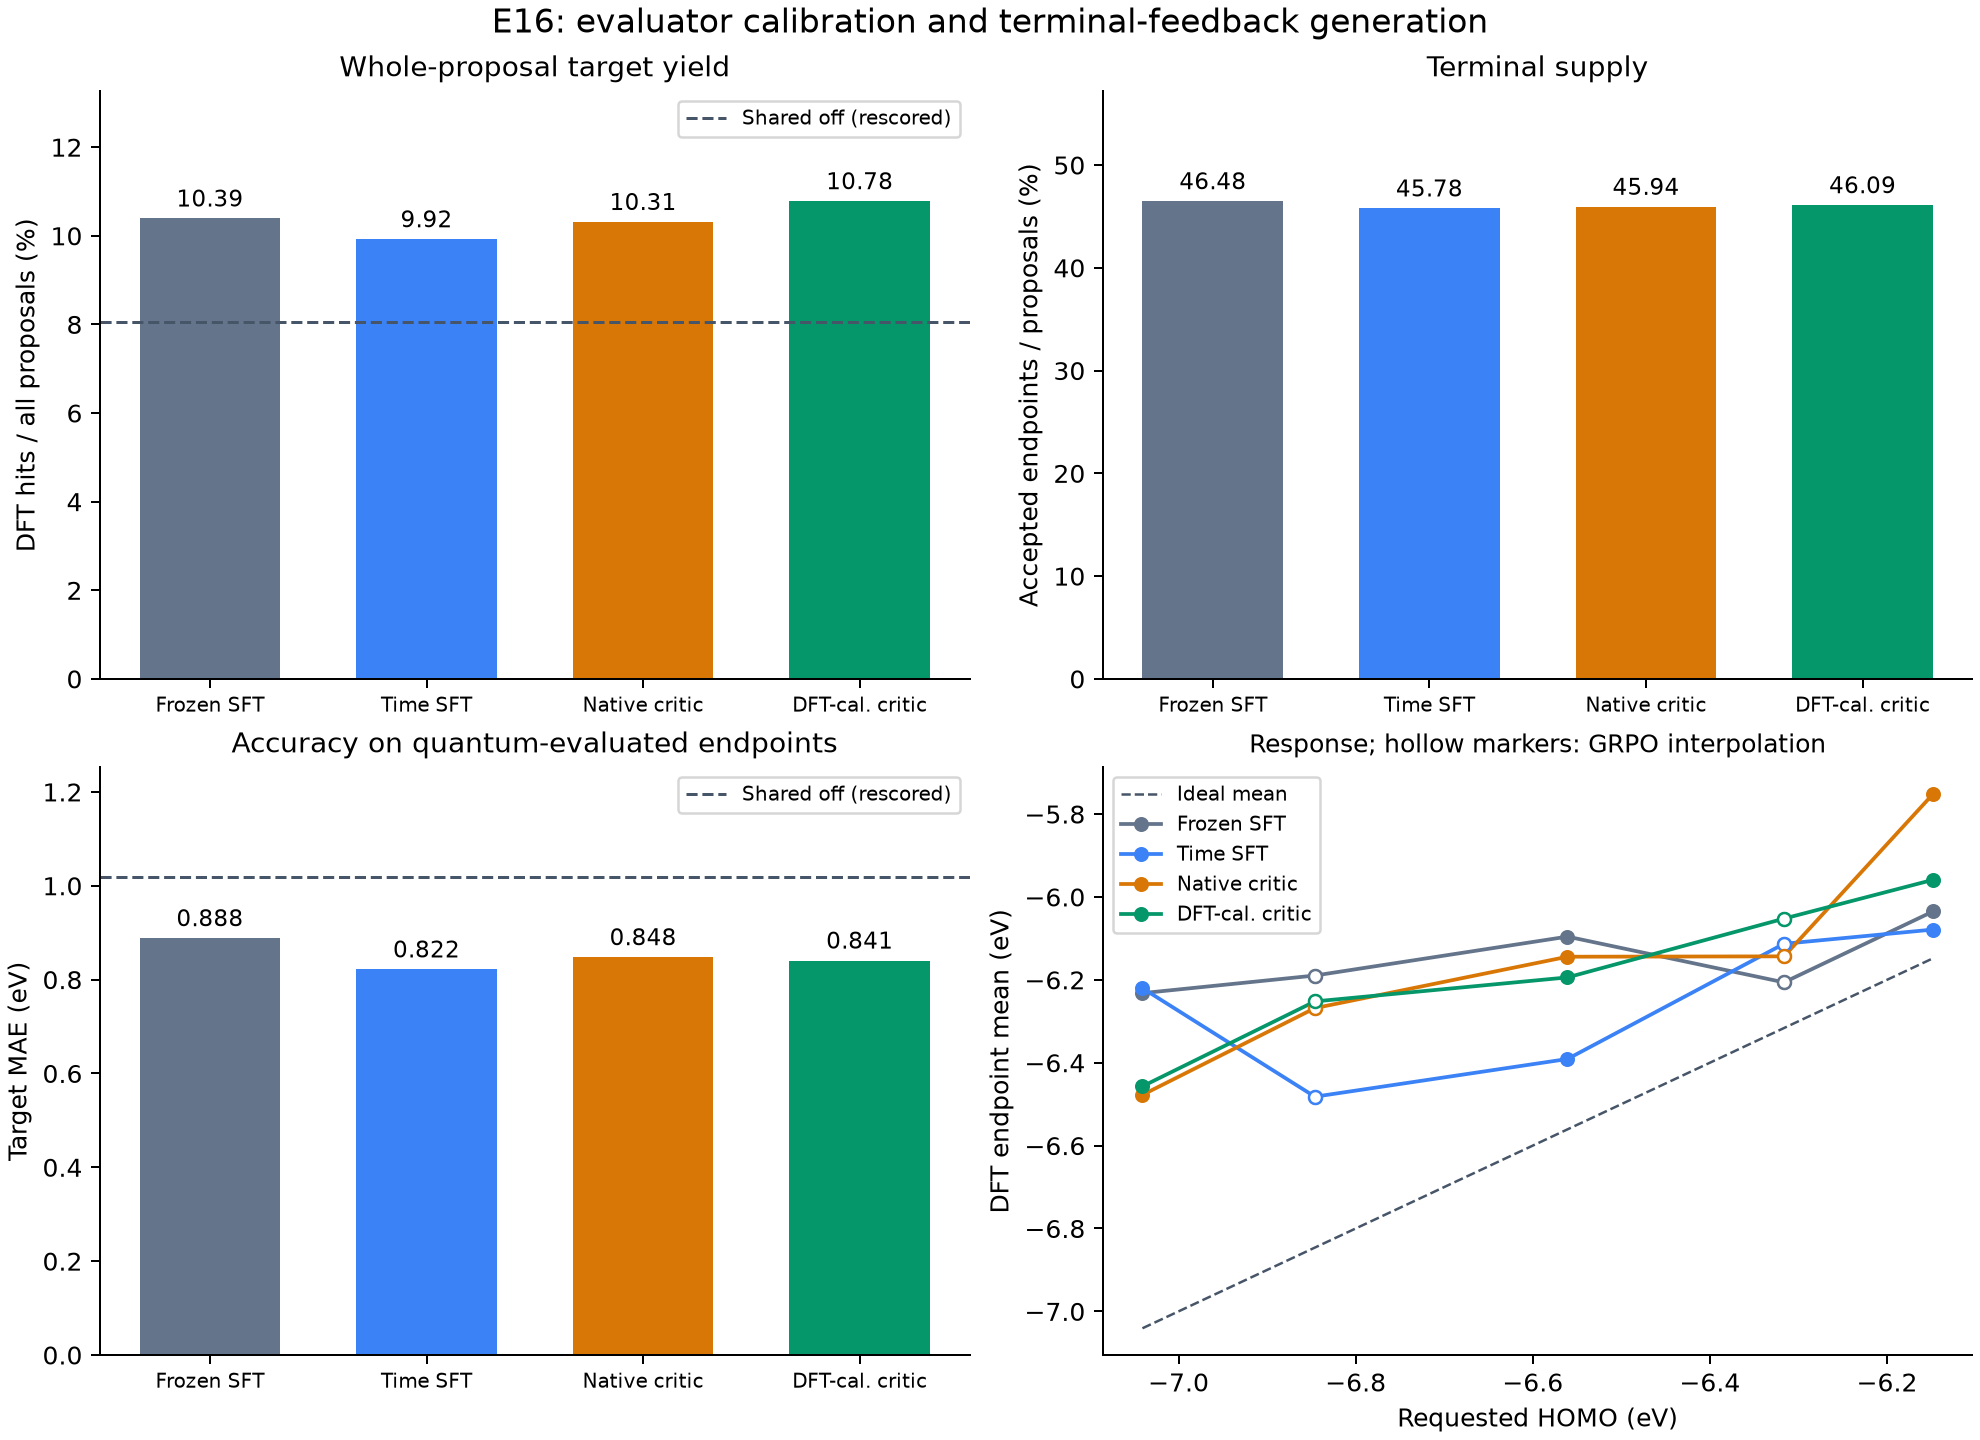 E16: evaluator calibration and terminal-feedback generation
Whole-proposal target yield
DFT hits / all proposals (%)
12
10
8
6
4
2
0
Shared off (rescored)
10.39
9.92
10.31
10.78
Frozen SFT
Time SFT
Native critic
DFT-cal. critic
Terminal supply
Accepted endpoints / proposals (%)
50
40
30
20
10
0
46.48
45.78
45.94
46.09
Frozen SFT
Time SFT
Native critic
DFT-cal. critic
Accuracy on quantum-evaluated endpoints
Target MAE (eV)
1.2
1.0
0.8
0.6
0.4
0.2
0.0
Shared off (rescored)
0.888
0.822
0.848
0.841
Frozen SFT
Time SFT
Native critic
DFT-cal. critic
Response; hollow markers: GRPO interpolation
DFT endpoint mean (eV)
−5.8
−6.0
−6.2
−6.4
−6.6
−6.8
−7.0
Ideal mean
Frozen SFT
Time SFT
Native critic
DFT-cal. critic
−7.0
−6.8
−6.6
−6.4
−6.2
Requested HOMO (eV)